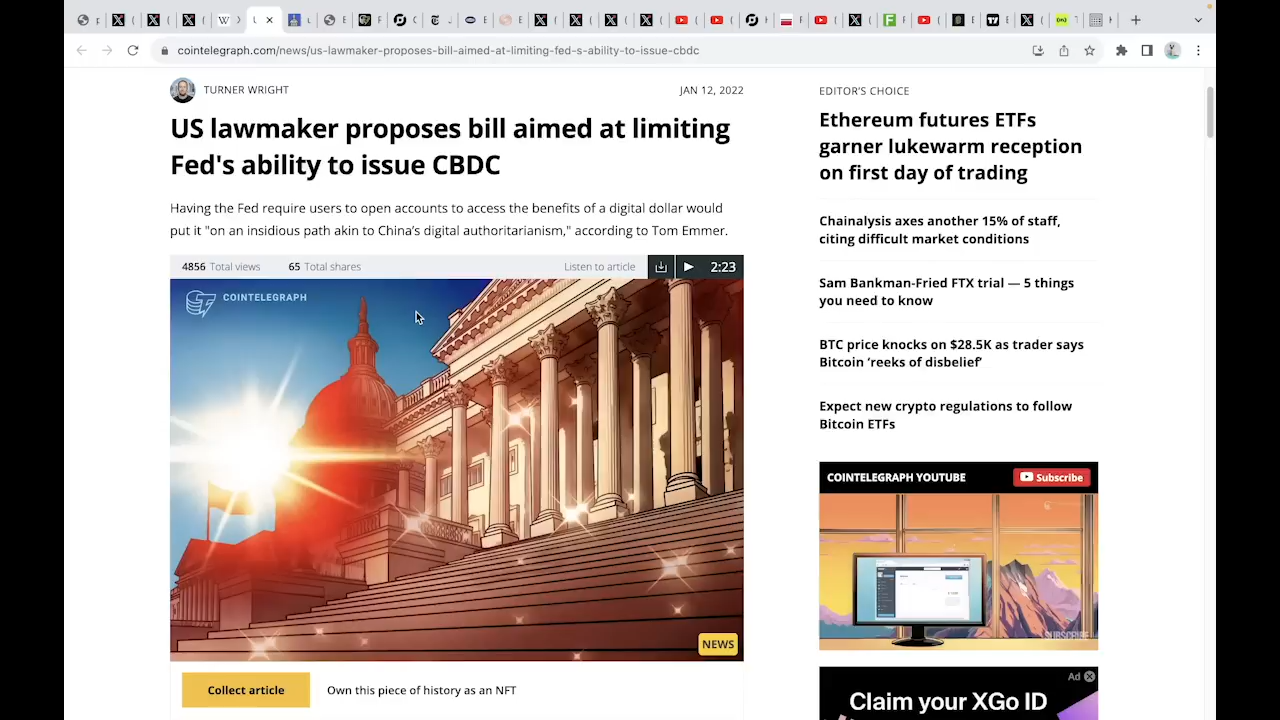 cointelegraph.com/news/us-lawmaker-proposes-bill-aimed-at-limiting-fed-s-ability-to-issue-cbdc
TURNER WRIGHT
JAN 12, 2022
US lawmaker proposes bill aimed at limiting
Fed's ability to issue CBDC
Having the Fed require users to open accounts to access the benefits of a digital dollar would
put it "on an insidious path akin to China’s digital authoritarianism," according to Tom Emmer.
4856 Total views
65 Total shares
Listen to article
2:23
COINTELEGRAPH
NEWS
Collect article
Own this piece of history as an NFT
EDITOR'S CHOICE
Ethereum futures ETFs
garner lukewarm reception
on first day of trading
Chainalysis axes another 15% of staff,
citing difficult market conditions
Sam Bankman-Fried FTX trial — 5 things
you need to know
BTC price knocks on $28.5K as trader says
Bitcoin ‘reeks of disbelief’
Expect new crypto regulations to follow
Bitcoin ETFs
COINTELEGRAPH YOUTUBE
Subscribe
SUBSCRIBE
Ad
Claim your XGo ID